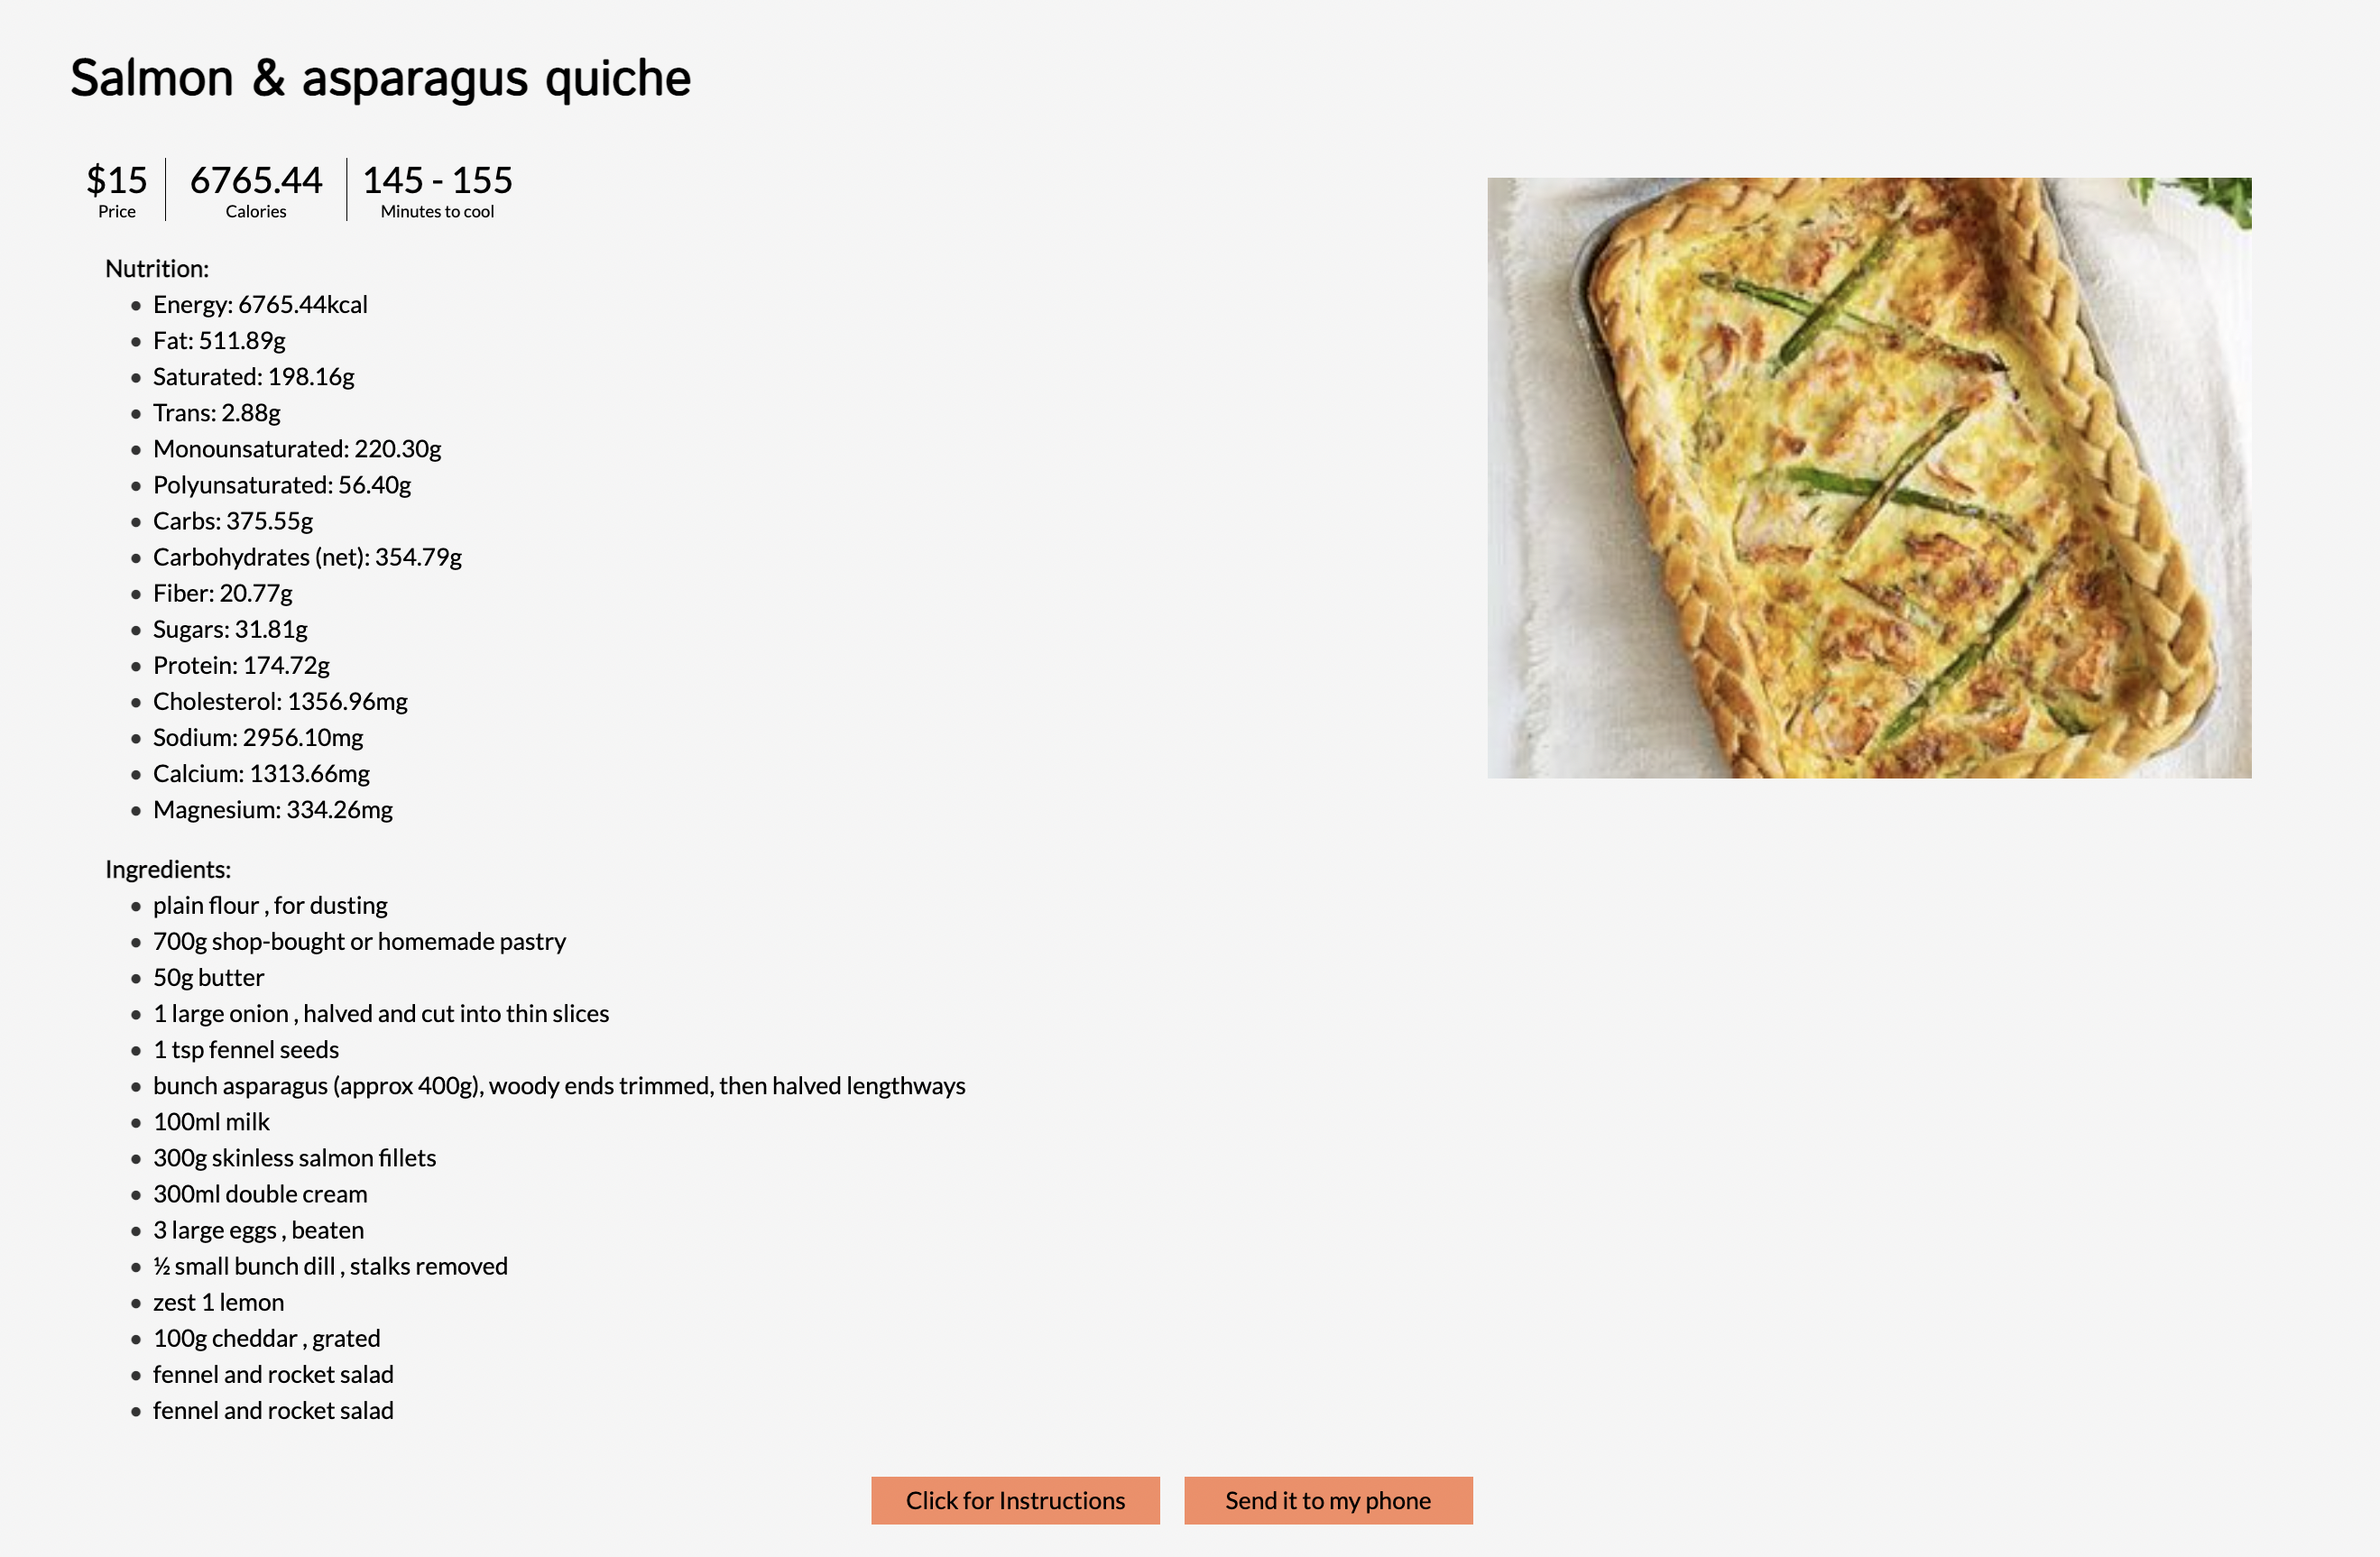 Salmon & asparagus quiche
$15
Price
6765.44
Calories
145 - 155
Minutes to cool
Nutrition:
Energy: 6765.44kcal
Fat: 511.89g
Saturated: 198.16g
Trans: 2.88g
Monounsaturated: 220.30g
Polyunsaturated: 56.40g
Carbs: 375.55g
Carbohydrates (net): 354.79g
Fiber: 20.77g
Sugars: 31.81g
Protein: 174.72g
Cholesterol: 1356.96mg
Sodium: 2956.10mg
Calcium: 1313.66mg
Magnesium: 334.26mg
Ingredients:
plain flour , for dusting
700g shop-bought or homemade pastry
50g butter
1 large onion , halved and cut into thin slices
1 tsp fennel seeds
bunch asparagus (approx 400g), woody ends trimmed, then halved lengthways
100ml milk
300g skinless salmon fillets
300ml double cream
3 large eggs , beaten
½ small bunch dill , stalks removed
zest 1 lemon
100g cheddar , grated
fennel and rocket salad
fennel and rocket salad
Click for Instructions
Send it to my phone